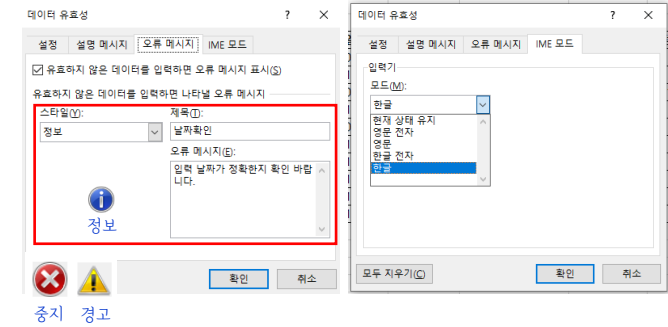 데이터 유효성
설정 설명 메시지 오류 메시지 IME 모드
유효하지 않은 데이터를 입력하면 오류 메시지 표시(S)
유효하지 않은 데이터를 입력하면 나타낼 오류 메시지
스타일(Y): 제목(T):
정보 날짜확인
오류 메시지(E):
입력 날짜가 정확한지 확인 바랍
니다.
정보
확인 취소
중지 경고
데이터 유효성
설정 설명 메시지 오류 메시지 IME 모드
입력기
모드(M):
한글
현재 상태 유지
영문 전자
영문
한글 전자
한글
모두 지우기(C) 확인 취소